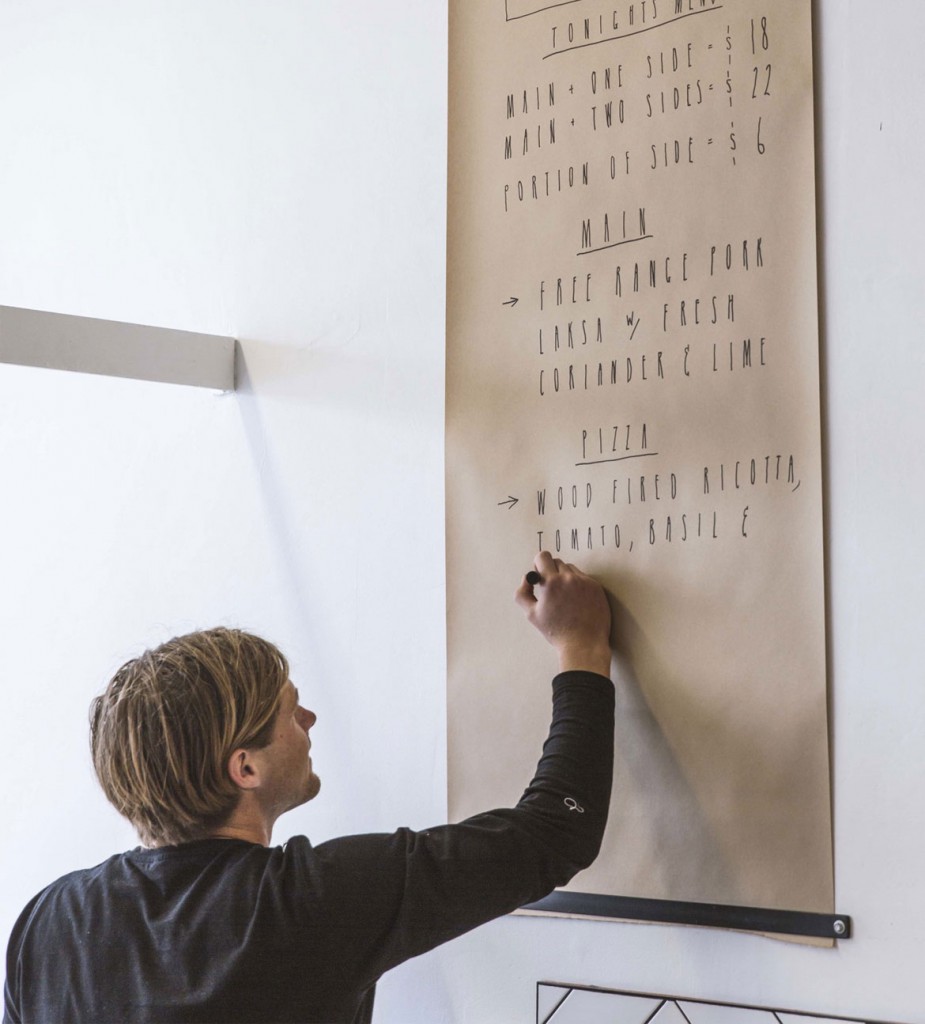 TONIGHTS MENU
MAIN + ONE SIDE = $ 18
MAIN + TWO SIDES = $ 22
PORTION OF SIDE = $ 6
MAIN
→ FREE RANGE PORK
LAKSA W/ FRESH
CORIANDER & LIME
PIZZA
→ WOOD FIRED RICOTTA,
TOMATO, BASIL &